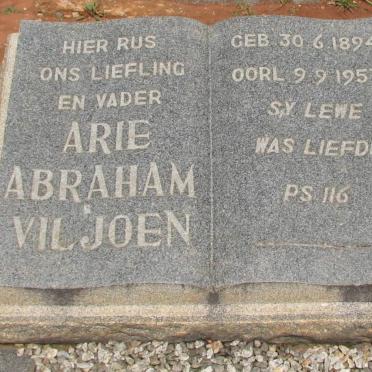 HIER RUS
ONS LIEFLING
EN VADER
ARIE
ABRAHAM
VILJOEN
GEB. 30·6·1894
OORL. 9·9·195
SY LEWE
WAS LIEFDE
PS 116